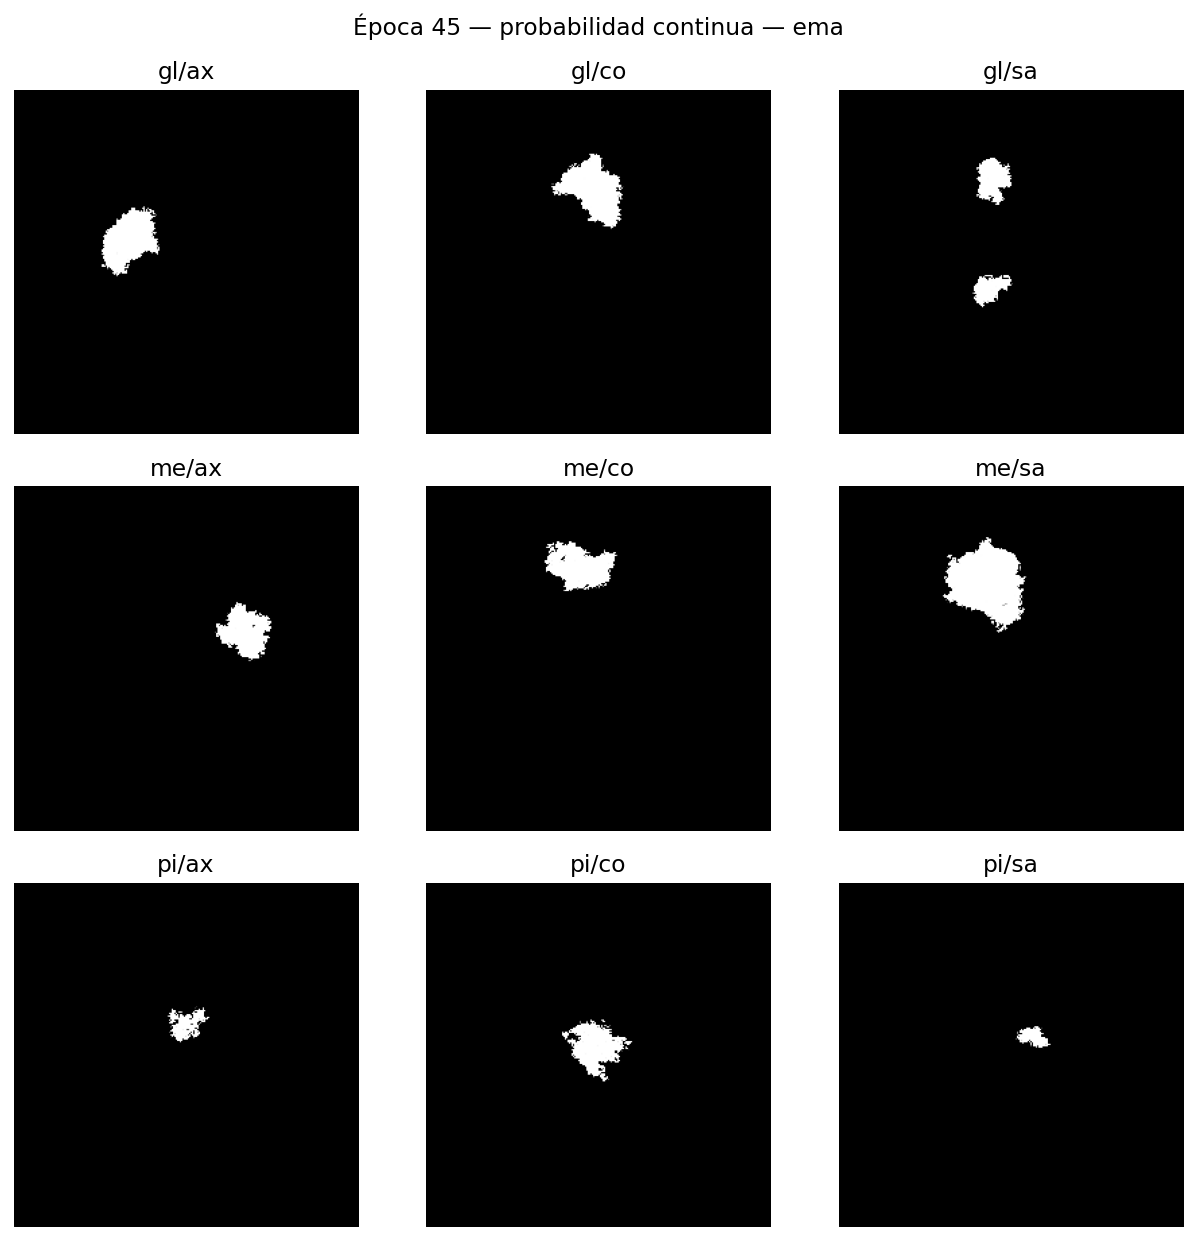 Época 45 — probabilidad continua — ema
gl/ax
gl/co
gl/sa
me/ax
me/co
me/sa
pi/ax
pi/co
pi/sa